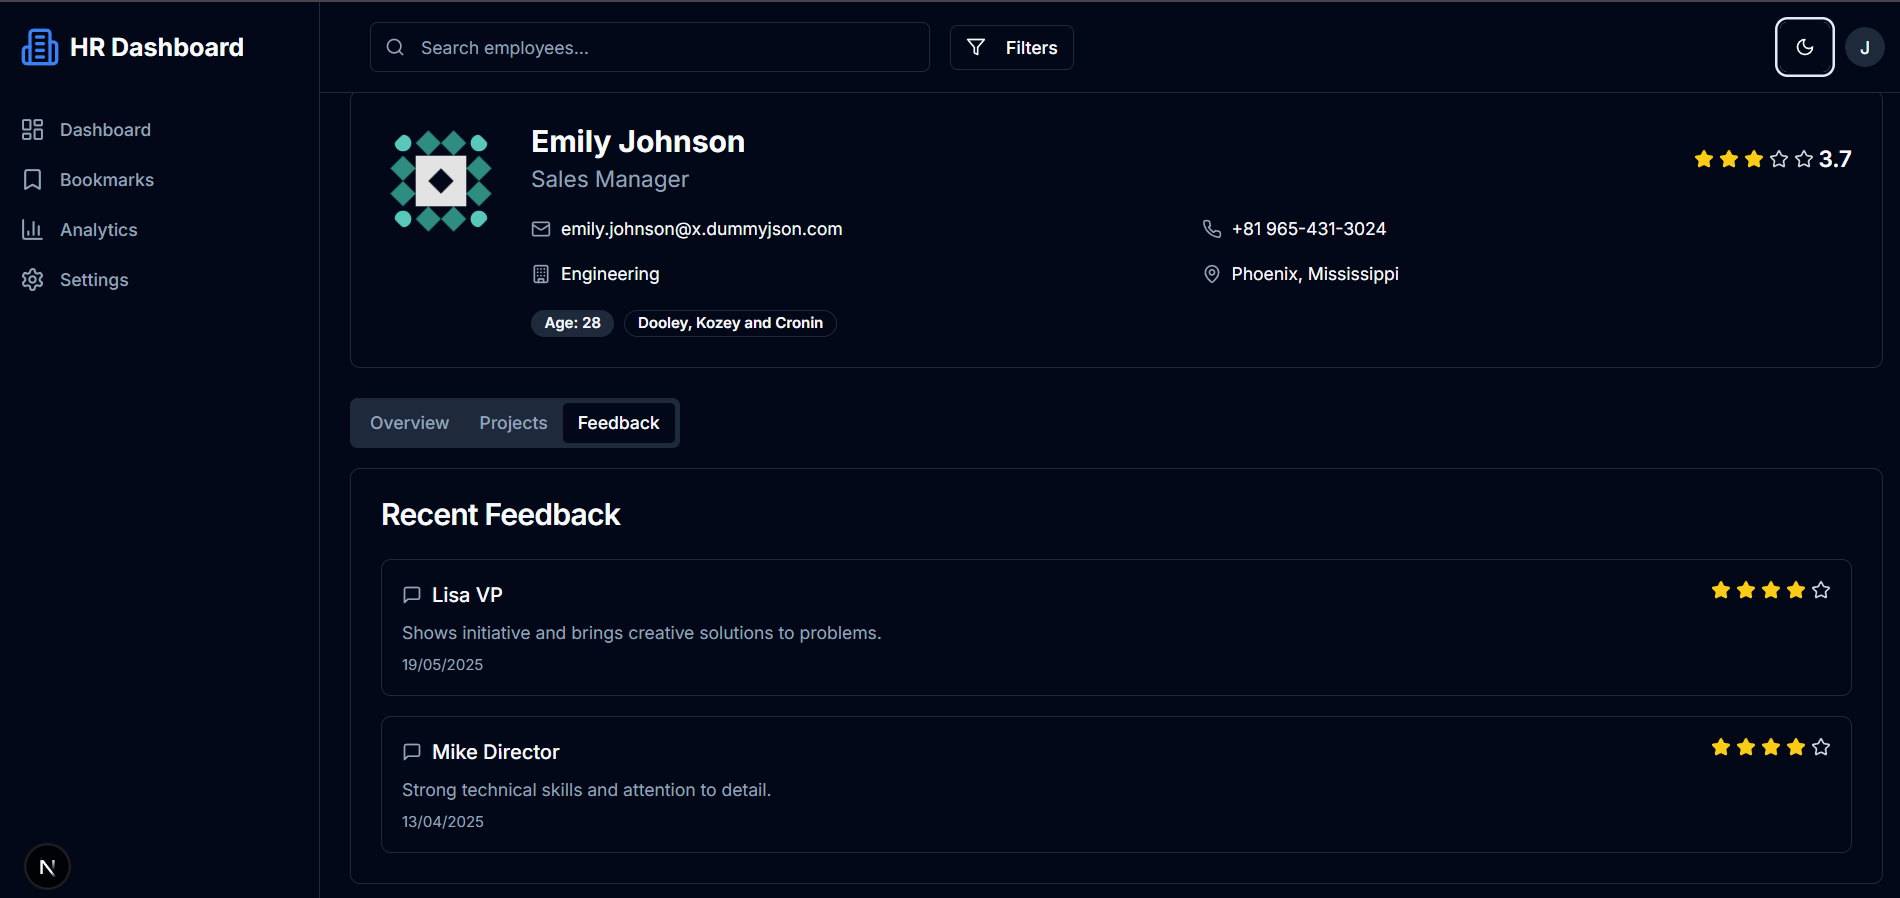 HR Dashboard
Search employees...
Filters
J
Dashboard
Bookmarks
Analytics
Settings
Emily Johnson
3.7
Sales Manager
emily.johnson@x.dummyjson.com
+81 965-431-3024
Engineering
Phoenix, Mississippi
Age: 28
Dooley, Kozey and Cronin
Overview
Projects
Feedback
Recent Feedback
Lisa VP
Shows initiative and brings creative solutions to problems.
19/05/2025
Mike Director
Strong technical skills and attention to detail.
13/04/2025
N